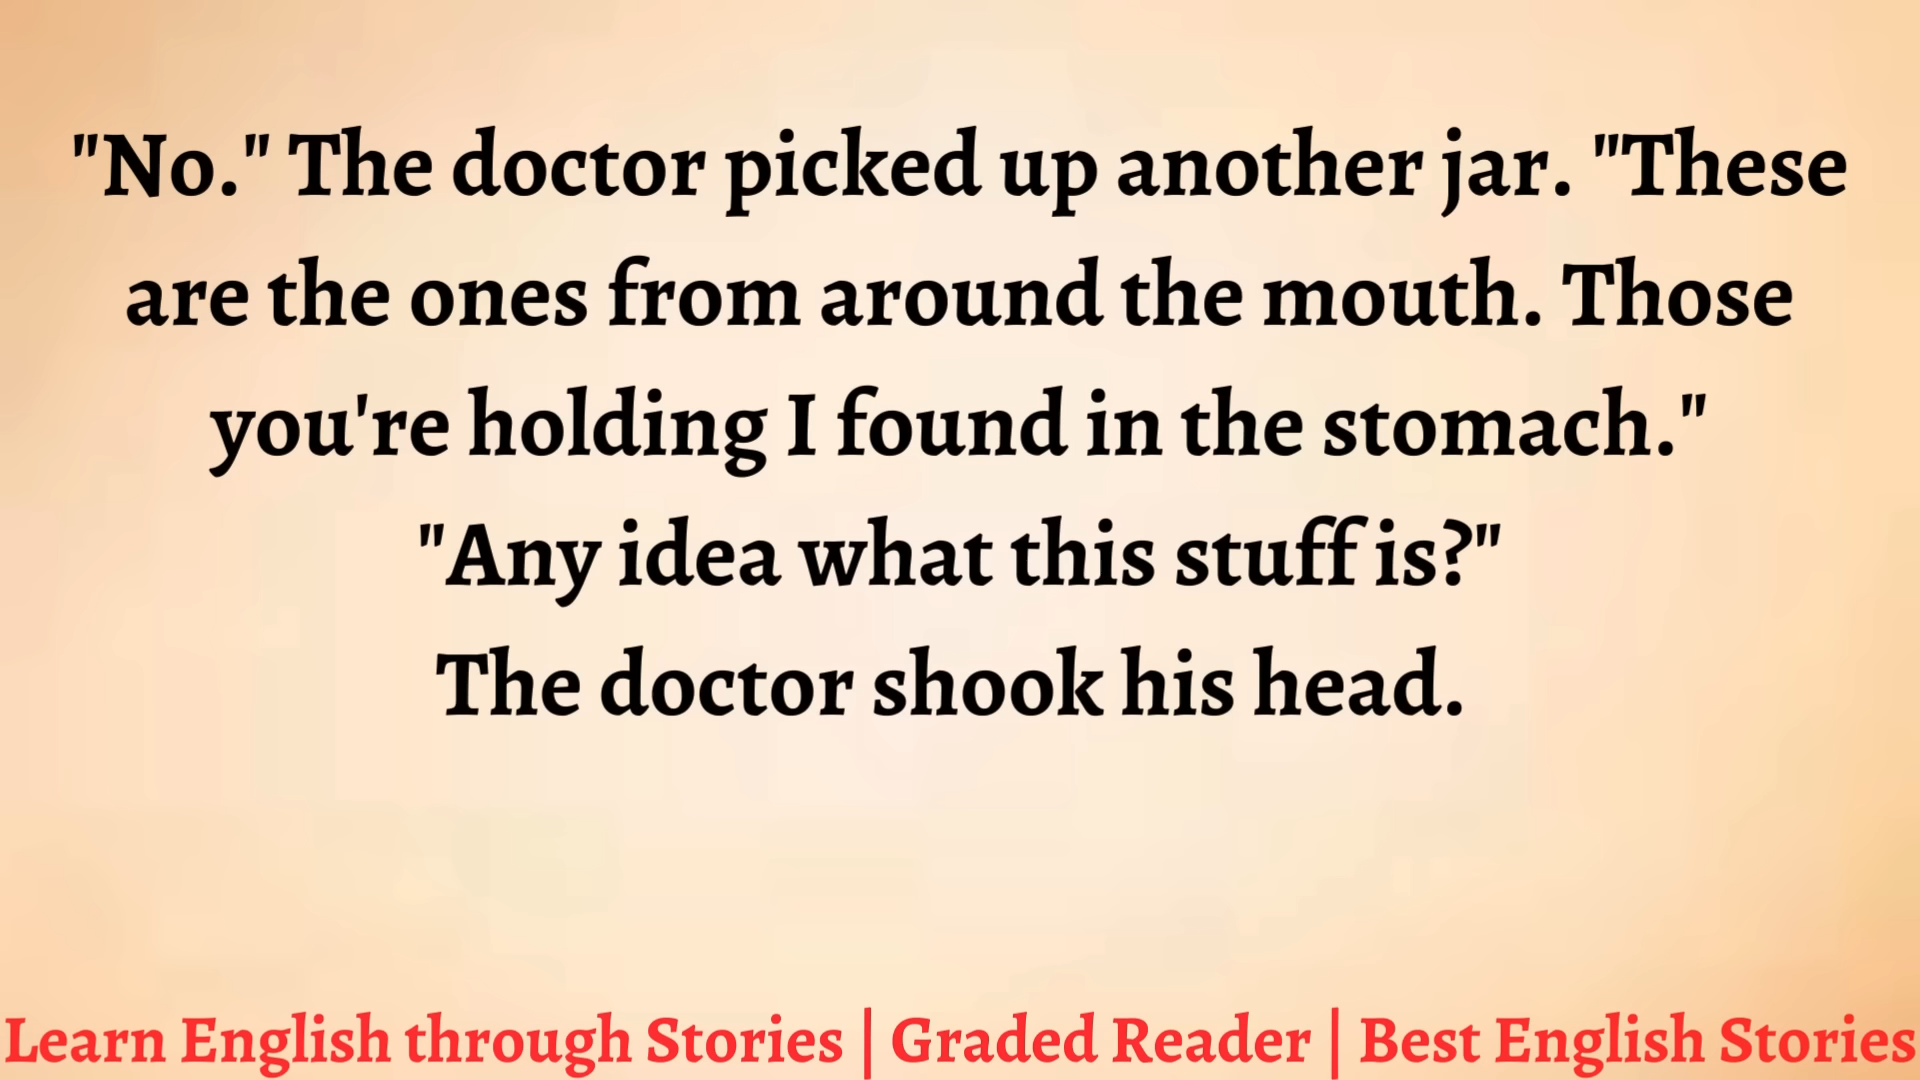 "No." The doctor picked up another jar. "These
are the ones from around the mouth. Those
you're holding I found in the stomach."
"Any idea what this stuff is?"
The doctor shook his head.
Learn English through Stories | Graded Reader | Best English Stories